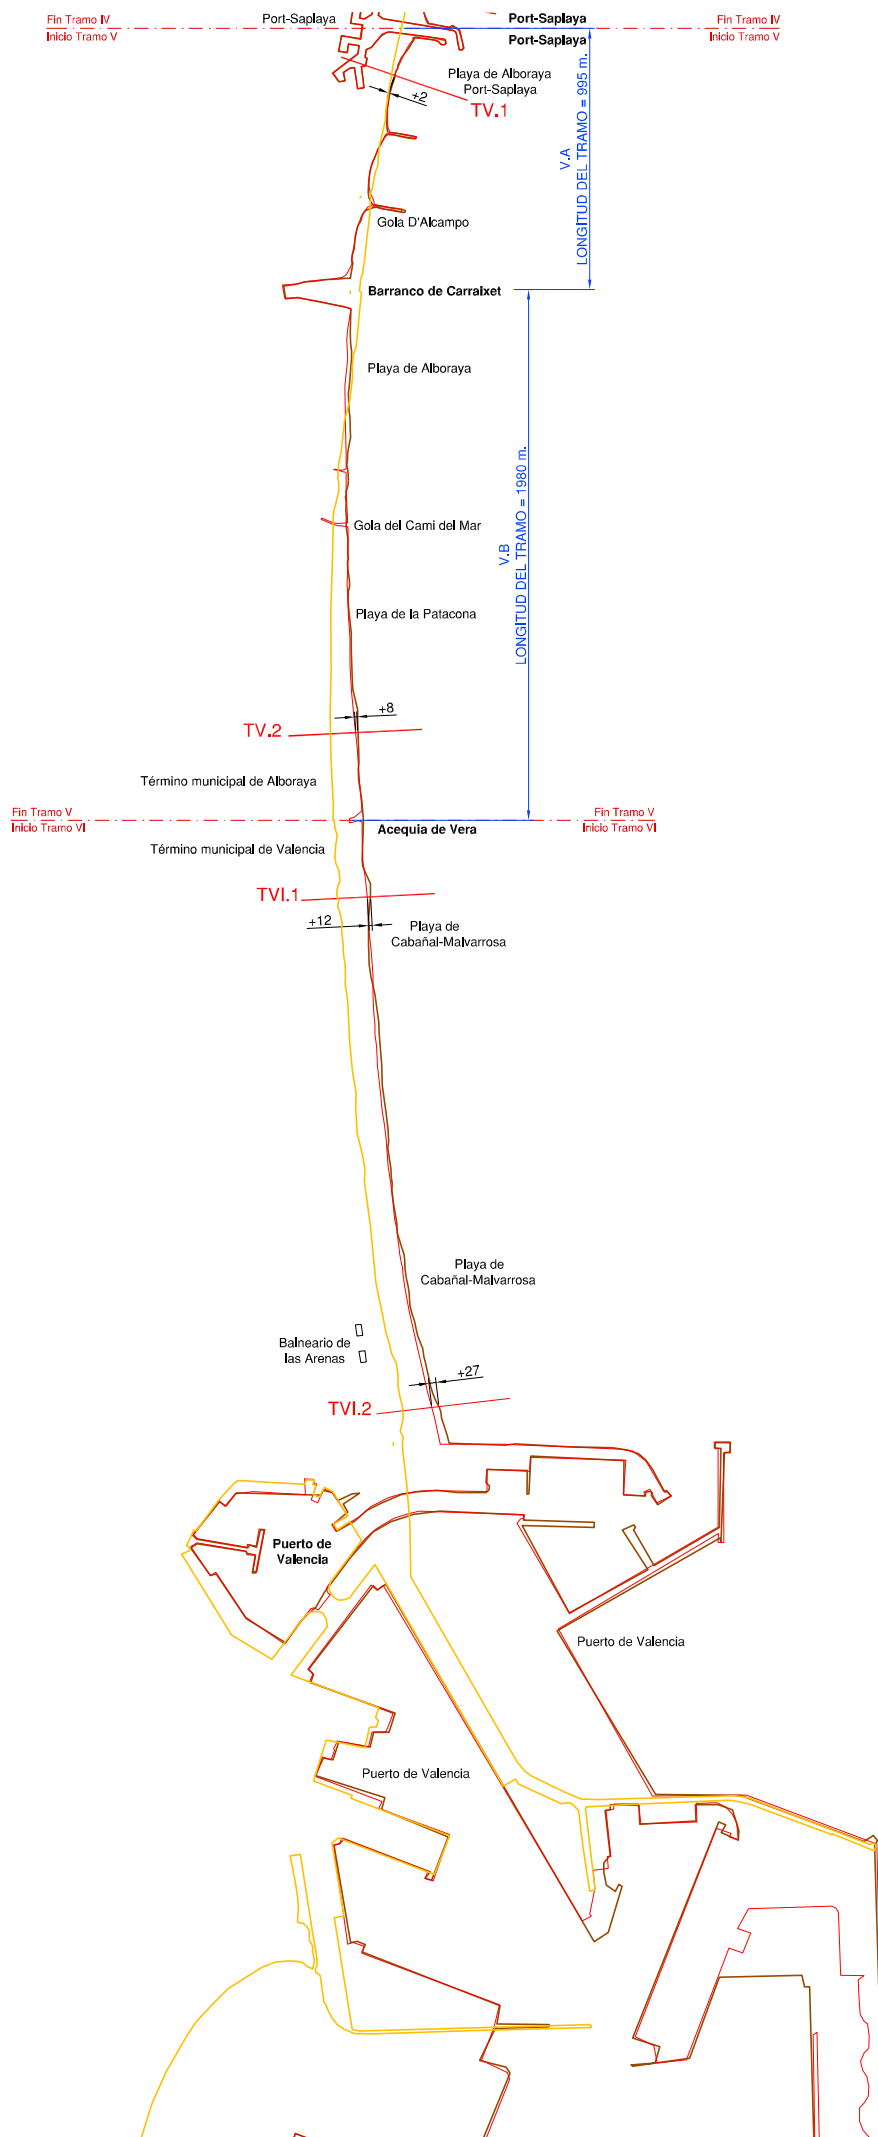 Fin Tramo IV
Inicio Tramo V
Port-Saplaya
Port-Saplaya
Port-Saplaya
Fin Tramo IV
Inicio Tramo V
Playa de Alboraya
Port-Saplaya
+2
TV.1
V.A
LONGITUD DEL TRAMO = 995 m.
Gola D'Alcampo
Barranco de Carraixet
Playa de Alboraya
Gola del Cami del Mar
V.B
LONGITUD DEL TRAMO = 1980 m.
Playa de la Patacona
+8
TV.2
Término municipal de Alboraya
Fin Tramo V
Inicio Tramo VI
Fin Tramo V
Inicio Tramo VI
Acequia de Vera
Término municipal de Valencia
TVI.1
+12
Playa de
Cabañal-Malvarrosa
Playa de
Cabañal-Malvarrosa
Balneario de
las Arenas
+27
TVI.2
Puerto de
Valencia
Puerto de Valencia
Puerto de Valencia